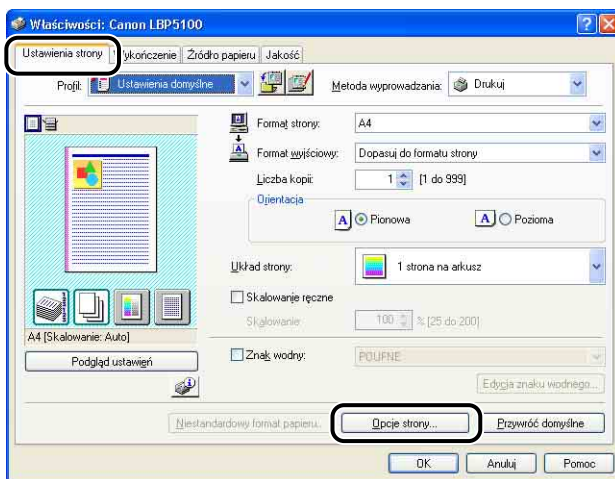 Właściwości: Canon LBP5100
Ustawienia strony Wykończenie Źródło papieru Jakość
Profil: Ustawienia domyślne Metoda wyprowadzania: Drukuj
Format strony: A4
Format wyjściowy: Dopasuj do formatu strony
Liczba kopii: 1 [1 do 999]
Orientacja
A Pionowa A Pozioma
Układ strony: 1 strona na arkusz
Skalowanie ręczne
Skalowanie: 100 % [25 do 200]
A4 [Skalowanie: Auto]
Podgląd ustawień
Znak wodny: POUFNE
Edycja znaku wodnego...
Niestandardowy format papieru... Opcje strony... Przywróć domyślne
OK Anuluj Pomoc